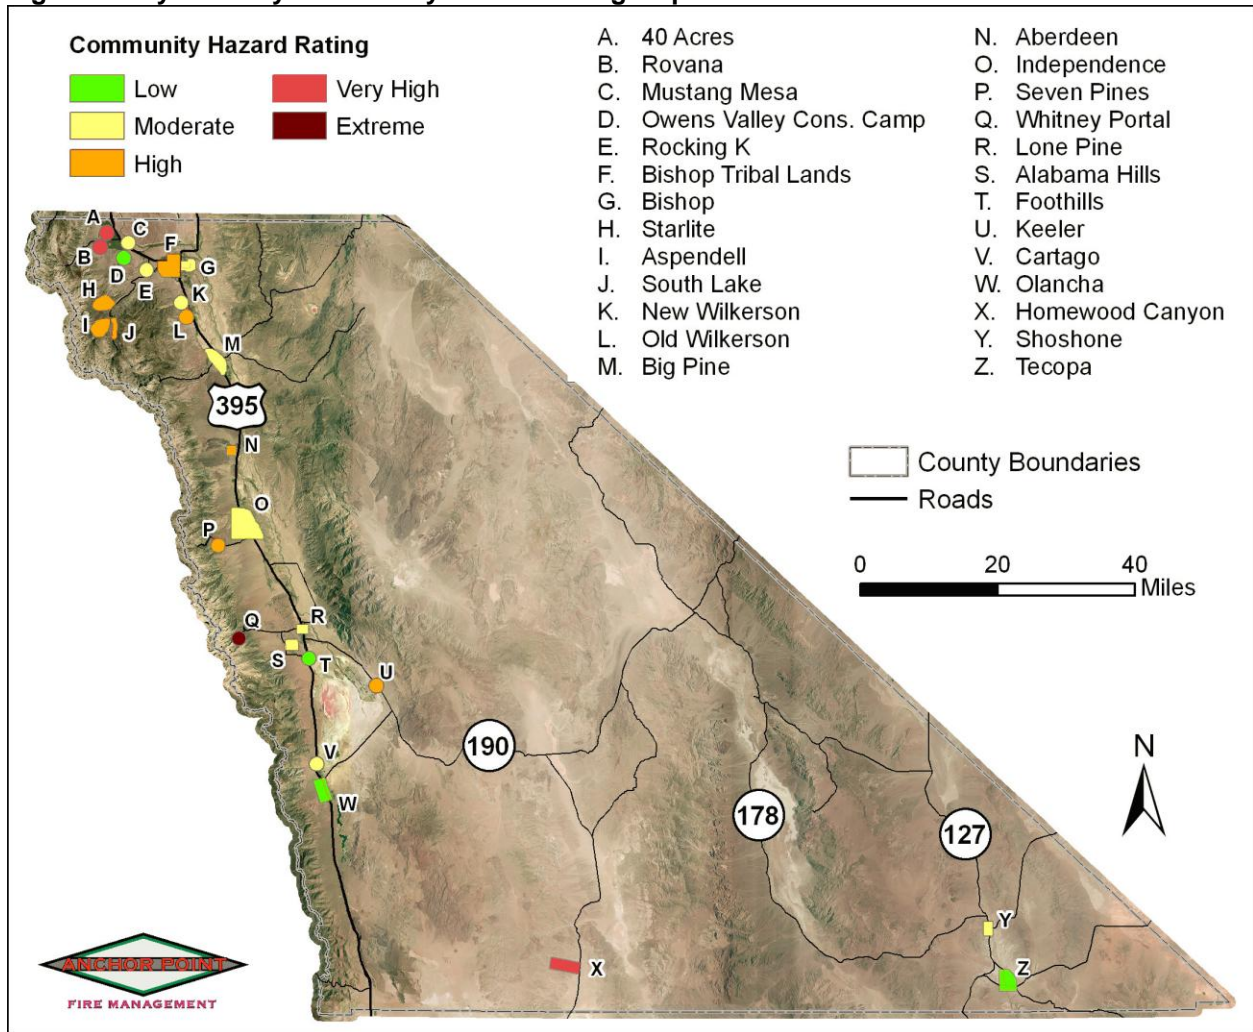 Community Hazard Rating
Low
Moderate
High
Very High
Extreme
A. 40 Acres
B. Rovana
C. Mustang Mesa
D. Owens Valley Cons. Camp
E. Rocking K
F. Bishop Tribal Lands
G. Bishop
H. Starlite
I. Aspendell
J. South Lake
K. New Wilkerson
L. Old Wilkerson
M. Big Pine
N. Aberdeen
O. Independence
P. Seven Pines
Q. Whitney Portal
R. Lone Pine
S. Alabama Hills
T. Foothills
U. Keeler
V. Cartago
W. Olancha
X. Homewood Canyon
Y. Shoshone
Z. Tecopa
County Boundaries
Roads
0 20 40
Miles
N
A
C
B
D
E
F
G
H
I
J
K
L
M
395
N
O
P
Q
R
S
T
U
190
V
W
178
127
X
Y
Z
ANCHOR POINT
FIRE MANAGEMENT